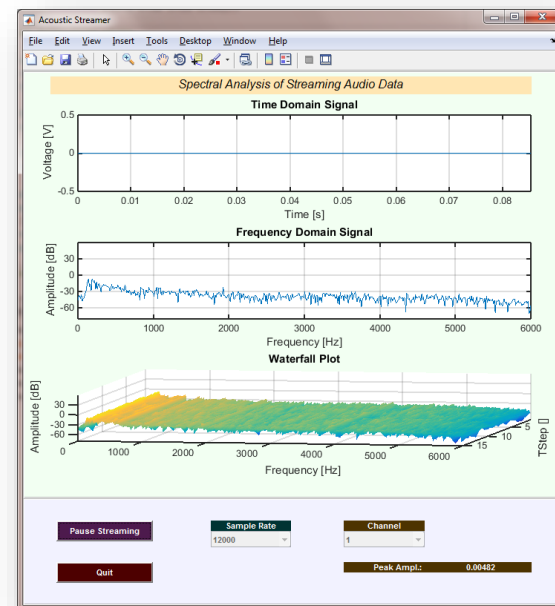 Acoustic Streamer
File Edit View Insert Tools Desktop Window Help
Spectral Analysis of Streaming Audio Data
Time Domain Signal
Voltage [V]
0.5
0
-0.5
0 0.01 0.02 0.03 0.04 0.05 0.06 0.07 0.08
Time [s]
Frequency Domain Signal
Amplitude [dB]
30
0
-30
-60
0 1000 2000 3000 4000 5000 6000
Frequency [Hz]
Waterfall Plot
Amplitude [dB]
30
0
-30
-60
0 1000 2000 3000 4000 5000 6000
15 10 5
TStep []
Frequency [Hz]
Pause Streaming
Sample Rate
12000
Channel
1
Quit
Peak Ampl.: 0.00482